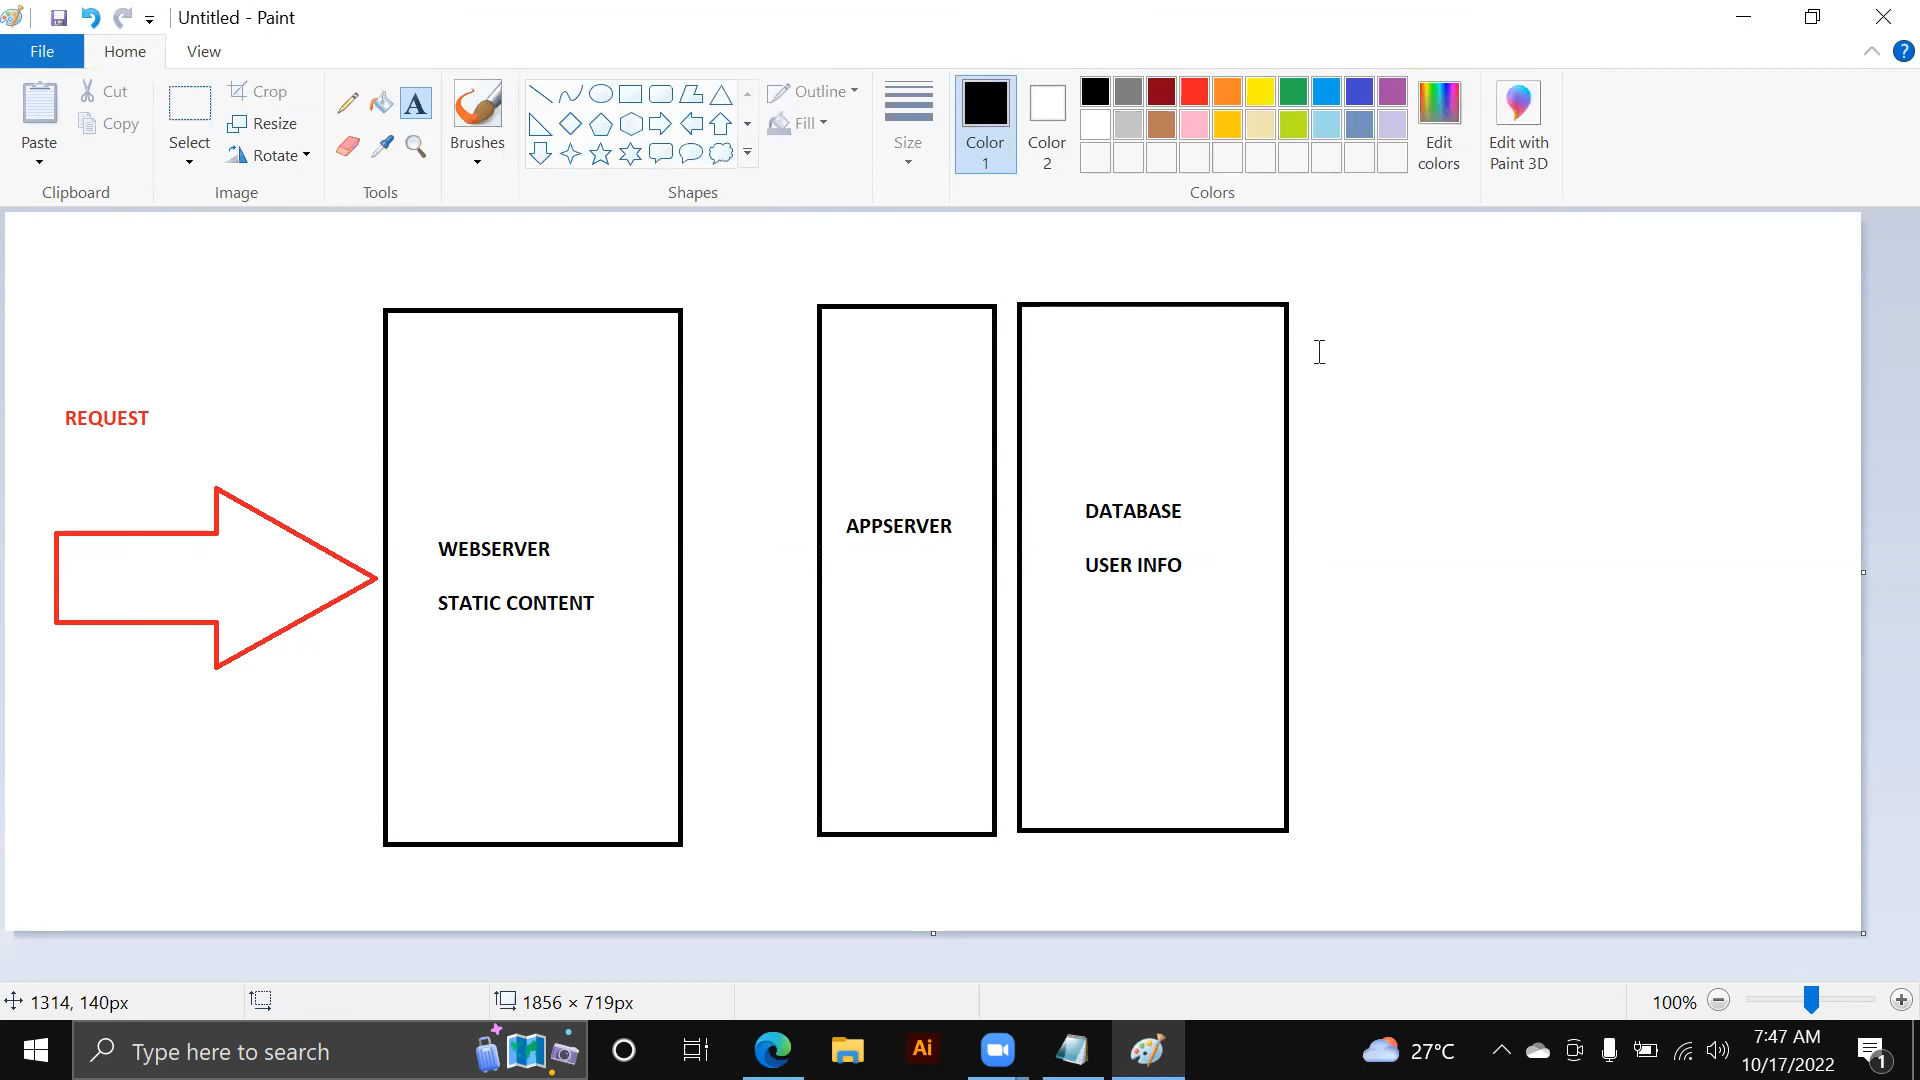 Untitled - Paint
File
Home
View
Paste
Cut
Copy
Clipboard
Select
Crop
Resize
Rotate
Image
A
Tools
Brushes
Shapes
Outline
Fill
Size
Color 1
Color 2
Colors
Edit colors
Edit with Paint 3D
?
REQUEST
WEBSERVER
STATIC CONTENT
APPSERVER
DATABASE
USER INFO
1314, 140px
1856 × 719px
100%
Type here to search
Ai
27°C
7:47 AM
10/17/2022
1